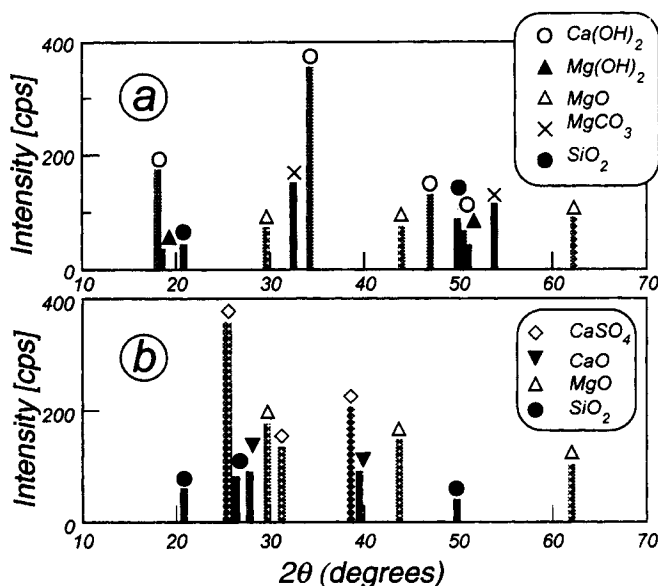 400
200
0
Intensity [cps]
a
Ca(OH)2
Mg(OH)2
MgO
MgCO3
SiO2
10 20 30 40 50 60 70
400
200
0
Intensity [cps]
b
CaSO4
CaO
MgO
SiO2
10 20 30 40 50 60 70
2θ (degrees)